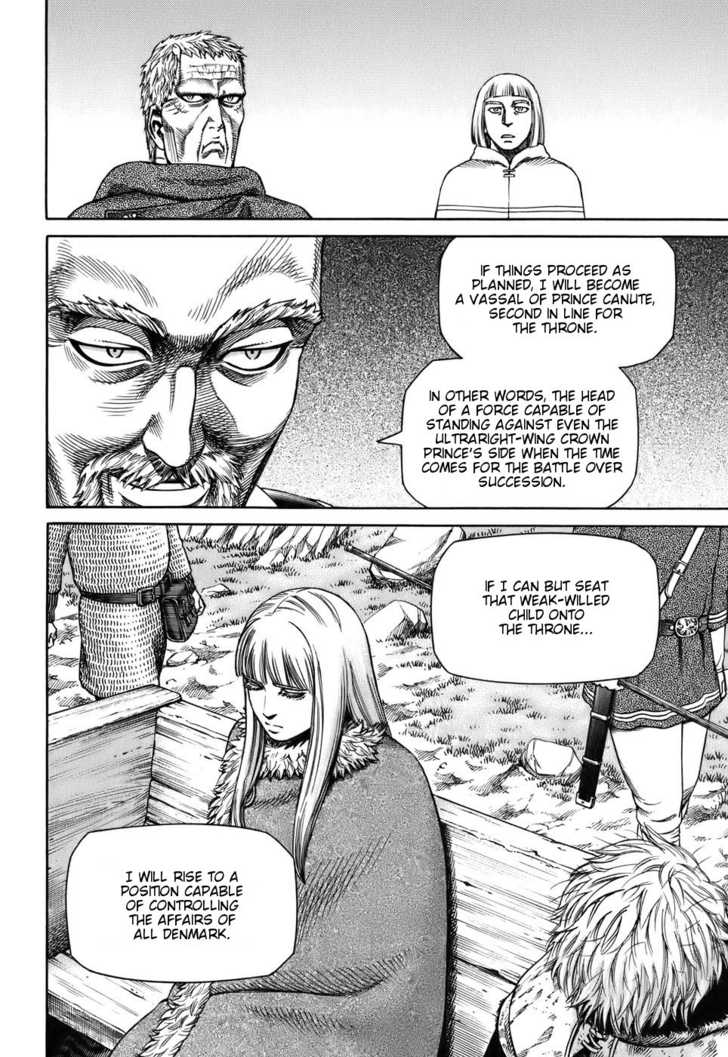 IF THINGS PROCEED AS
PLANNED, I WILL BECOME
A VASSAL OF PRINCE CANUTE,
SECOND IN LINE FOR
THE THRONE.
IN OTHER WORDS, THE HEAD
OF A FORCE CAPABLE OF
STANDING AGAINST EVEN THE
ULTRARIGHT-WING CROWN
PRINCE'S SIDE WHEN THE TIME
COMES FOR THE BATTLE OVER
SUCCESSION.
IF I CAN BUT SEAT
THAT WEAK-WILLED
CHILD ONTO
THE THRONE...
I WILL RISE TO A
POSITION CAPABLE
OF CONTROLLING
THE AFFAIRS OF
ALL DENMARK.